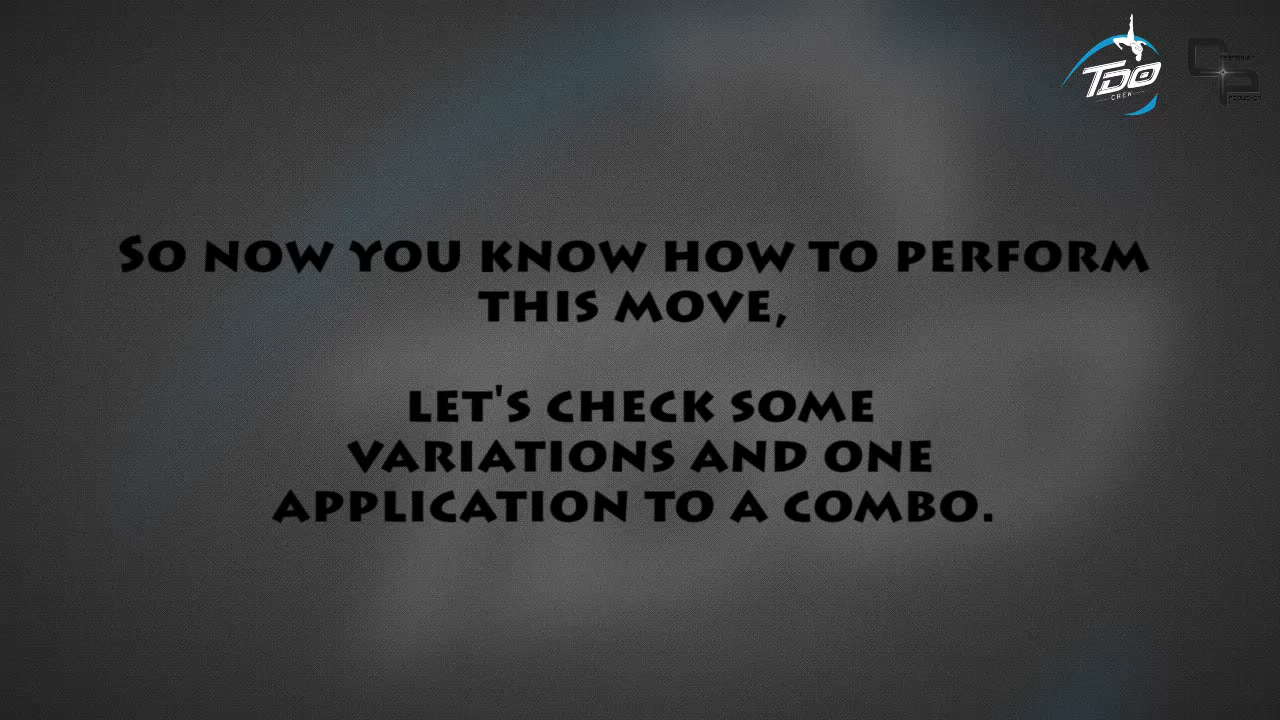 TDO
CREW
So now you know how to perform
this move,
let's check some
variations and one
application to a combo.